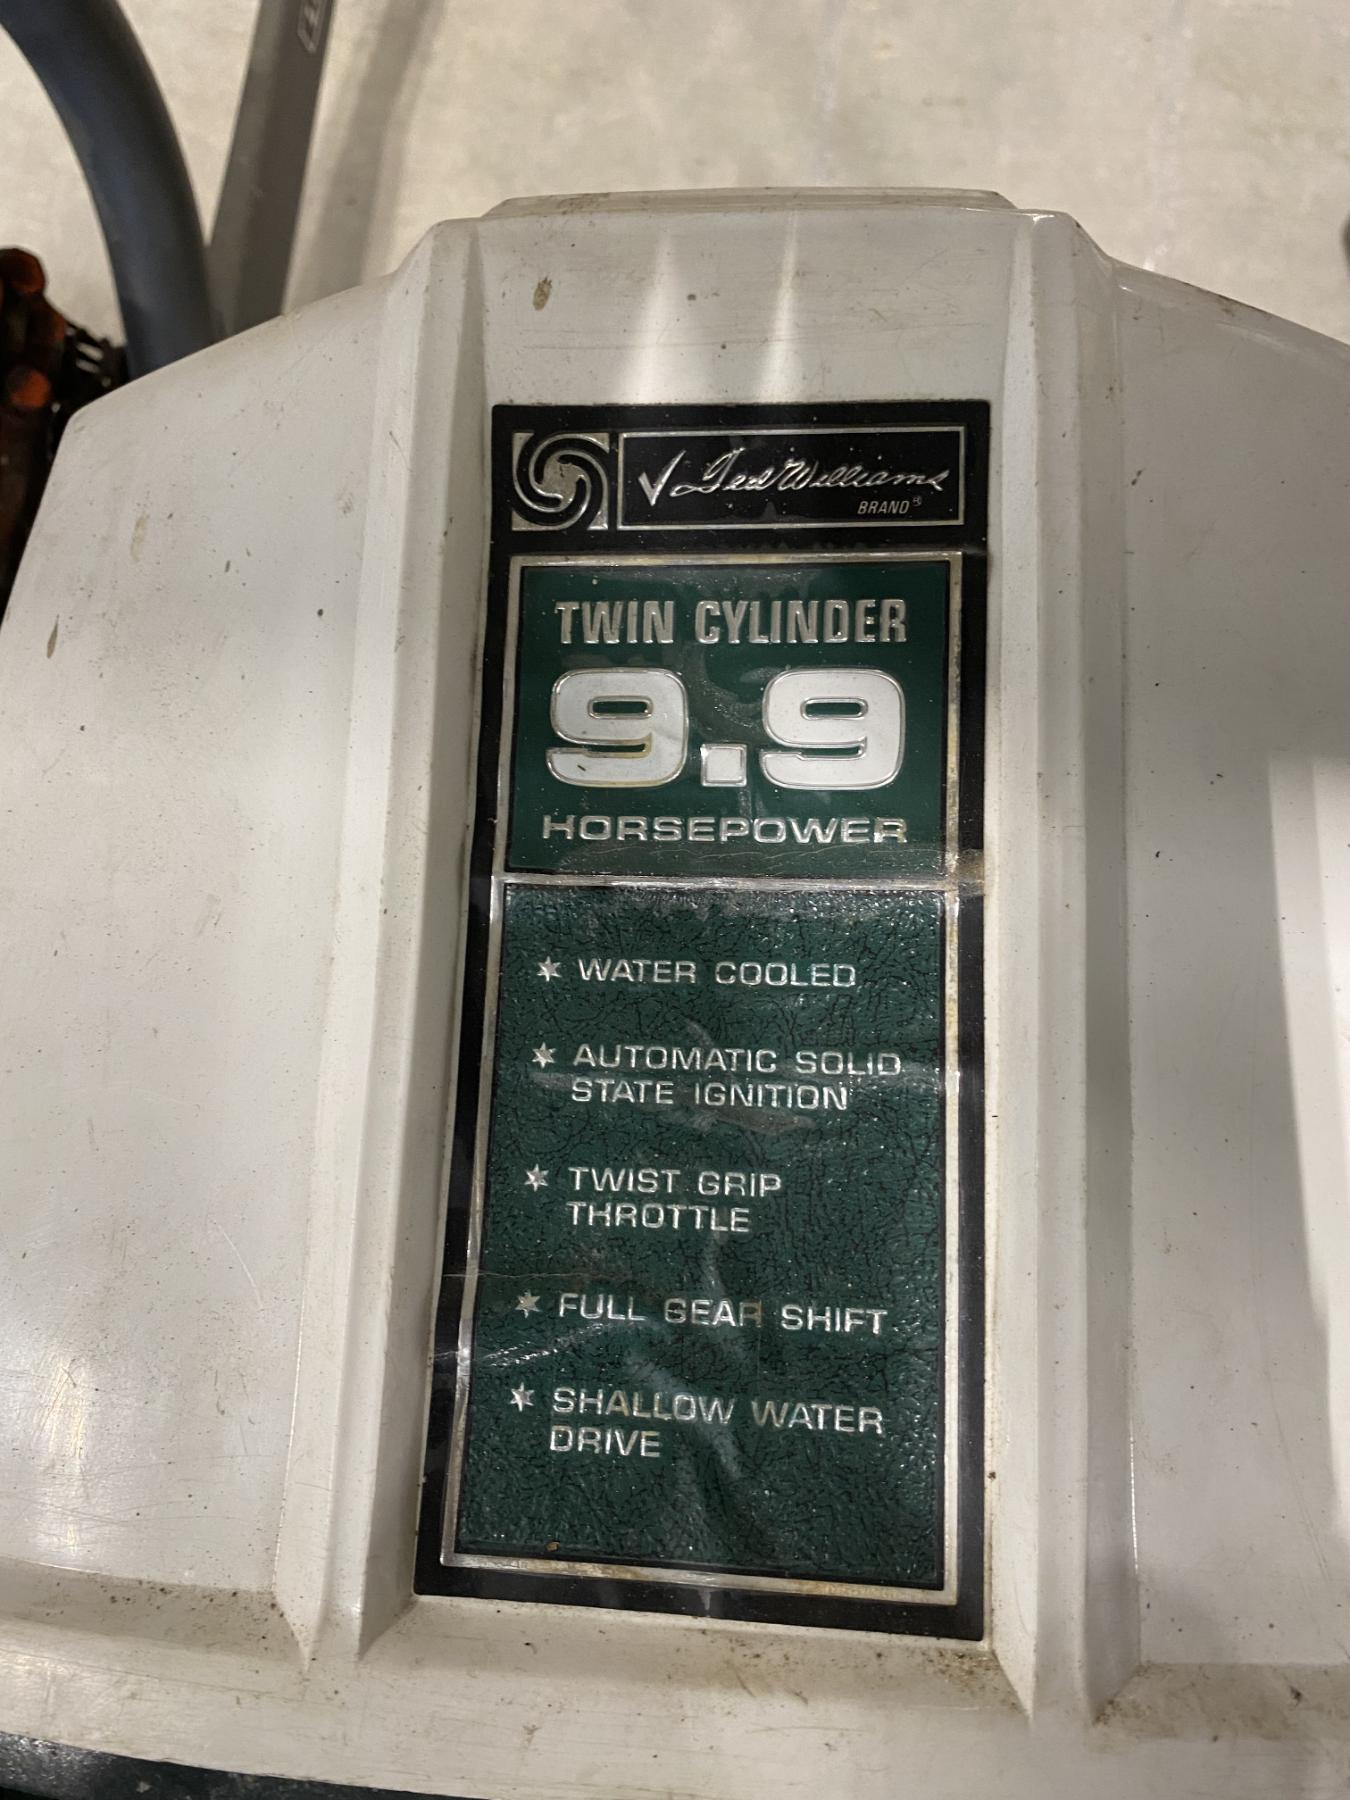 ✓ Ted Williams
BRAND®
TWIN CYLINDER
9.9
HORSEPOWER
★ WATER COOLED
★ AUTOMATIC SOLID
STATE IGNITION
★ TWIST GRIP
THROTTLE
★ FULL GEAR SHIFT
★ SHALLOW WATER
DRIVE